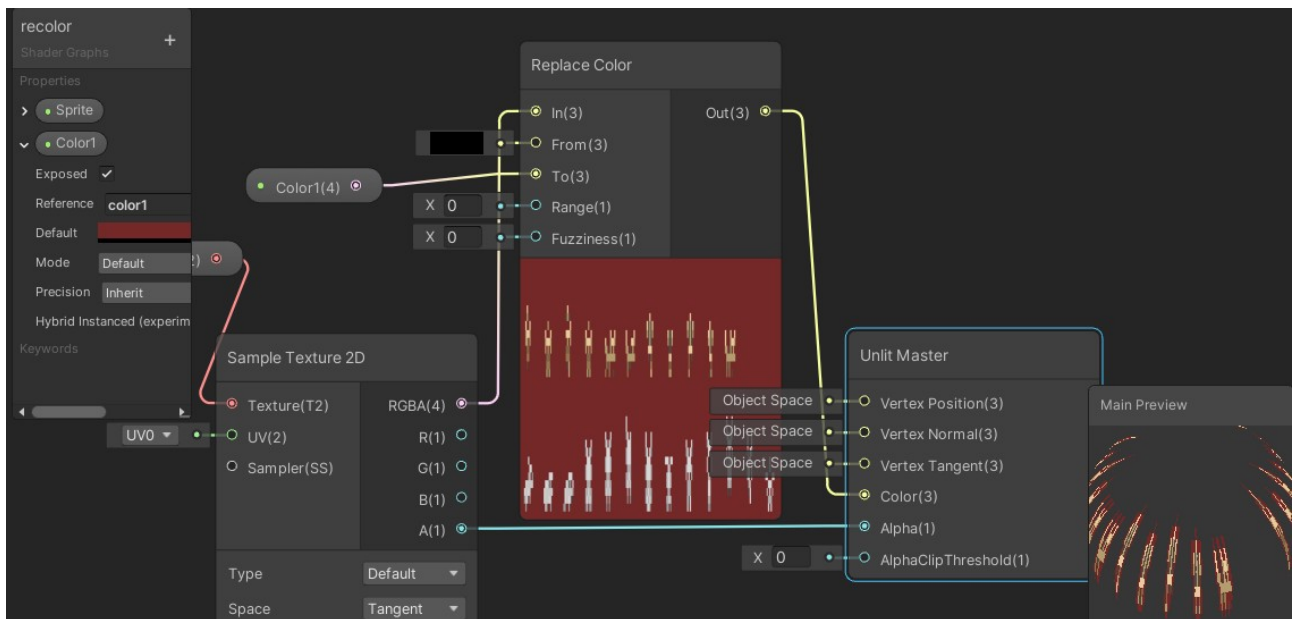 recolor
+
Shader Graphs
Properties
Sprite
Color1
Exposed
Reference color1
Default
Mode Default
Precision Inherit
Hybrid Instanced (experim
Keywords
Color1(4)
2)
Replace Color
In(3) Out(3)
From(3)
To(3)
X 0 Range(1)
X 0 Fuzziness(1)
Sample Texture 2D
Texture(T2) RGBA(4)
UV0 UV(2) R(1)
Sampler(SS) G(1)
B(1)
A(1)
Type Default
Space Tangent
Unlit Master
Object Space Vertex Position(3)
Object Space Vertex Normal(3)
Object Space Vertex Tangent(3)
Color(3)
Alpha(1)
X 0 AlphaClipThreshold(1)
Main Preview